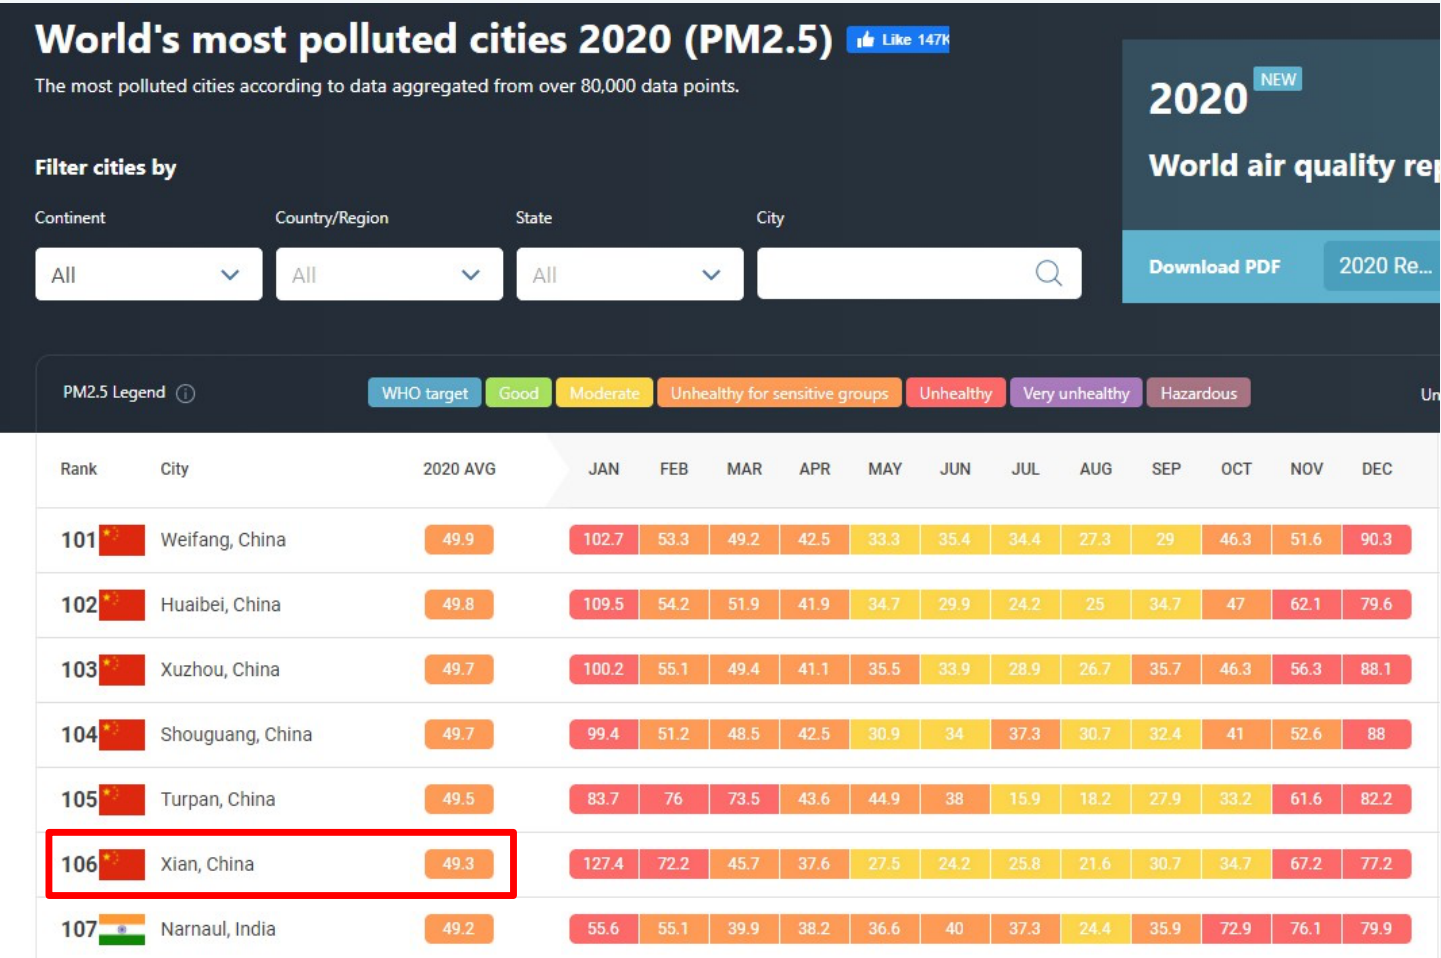 World's most polluted cities 2020 (PM2.5) Like 147K
The most polluted cities according to data aggregated from over 80,000 data points.
2020 NEW
World air quality rep
Filter cities by
Continent Country/Region State City
All All All
Download PDF 2020 Re...
PM2.5 Legend WHO target Good Moderate Unhealthy for sensitive groups Unhealthy Very unhealthy Hazardous Un
Rank City 2020 AVG JAN FEB MAR APR MAY JUN JUL AUG SEP OCT NOV DEC
101 Weifang, China 49.9 102.7 53.3 49.2 42.5 33.3 35.4 34.4 27.3 29 46.3 51.6 90.3
102 Huaibei, China 49.8 109.5 54.2 51.9 41.9 34.7 29.9 24.2 25 34.7 47 62.1 79.6
103 Xuzhou, China 49.7 100.2 55.1 49.4 41.1 35.5 33.9 28.9 26.7 35.7 46.3 56.3 88.1
104 Shouguang, China 49.7 99.4 51.2 48.5 42.5 30.9 34 37.3 30.7 32.4 41 52.6 88
105 Turpan, China 49.5 83.7 76 73.5 43.6 44.9 38 15.9 18.2 27.9 33.2 61.6 82.2
106 Xian, China 49.3 127.4 72.2 45.7 37.6 27.5 24.2 25.8 21.6 30.7 34.7 67.2 77.2
107 Narnaul, India 49.2 55.6 55.1 39.9 38.2 36.6 40 37.3 24.4 35.9 72.9 76.1 79.9